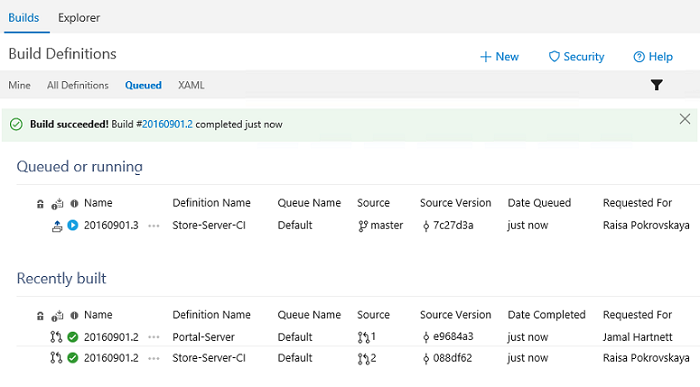 Builds Explorer
Build Definitions
+ New Security Help
Mine All Definitions Queued XAML
Build succeeded! Build #20160901.2 completed just now
Queued or running
Name Definition Name Queue Name Source Source Version Date Queued Requested For
20160901.3 ... Store-Server-CI Default master 7c27d3a just now Raisa Pokrovskaya
Recently built
Name Definition Name Queue Name Source Source Version Date Completed Requested For
20160901.2 ... Portal-Server Default 1 e9684a3 just now Jamal Hartnett
20160901.2 ... Store-Server-CI Default 2 088df62 just now Raisa Pokrovskaya